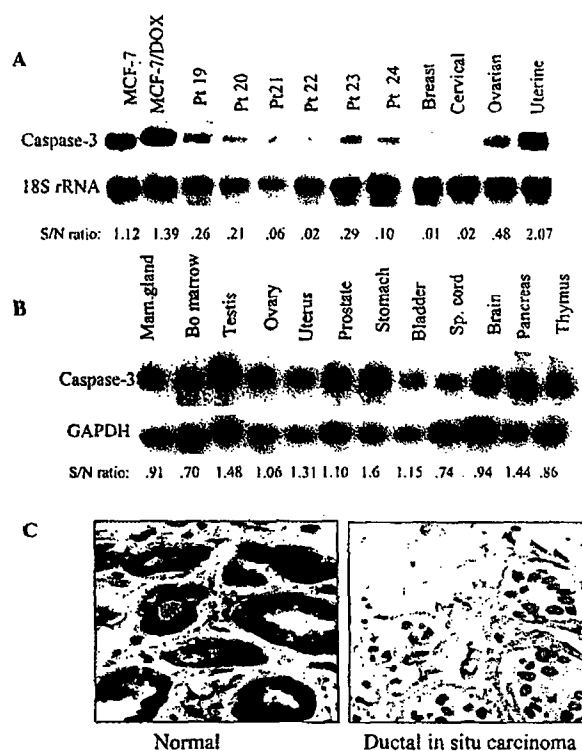 A
MCF-7 MCF-7/DOX Pt 19 Pt 20 Pt21 Pt 22 Pt 23 Pt 24 Breast Cervical Ovarian Uterine
Caspase-3
18S rRNA
S/N ratio: 1.12 1.39 .26 .21 .06 .02 .29 .10 .01 .02 .48 2.07
B
Mam.gland Bo marrow Testis Ovary Uterus Prostate Stomach Bladder Sp. cord Brain Pancreas Thymus
Caspase-3
GAPDH
S/N ratio: .91 .70 1.48 1.06 1.31 1.10 1.6 1.15 .74 .94 1.44 .86
C
Normal Ductal in situ carcinoma